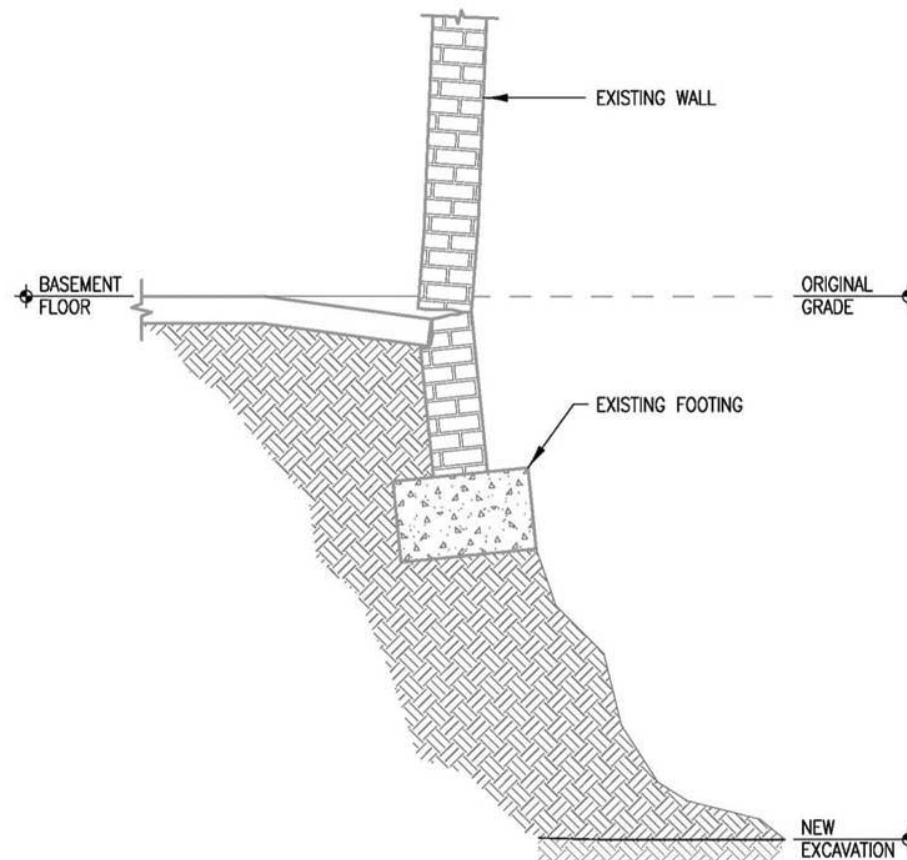 EXISTING WALL
BASEMENT
FLOOR
ORIGINAL
GRADE
EXISTING FOOTING
NEW
EXCAVATION